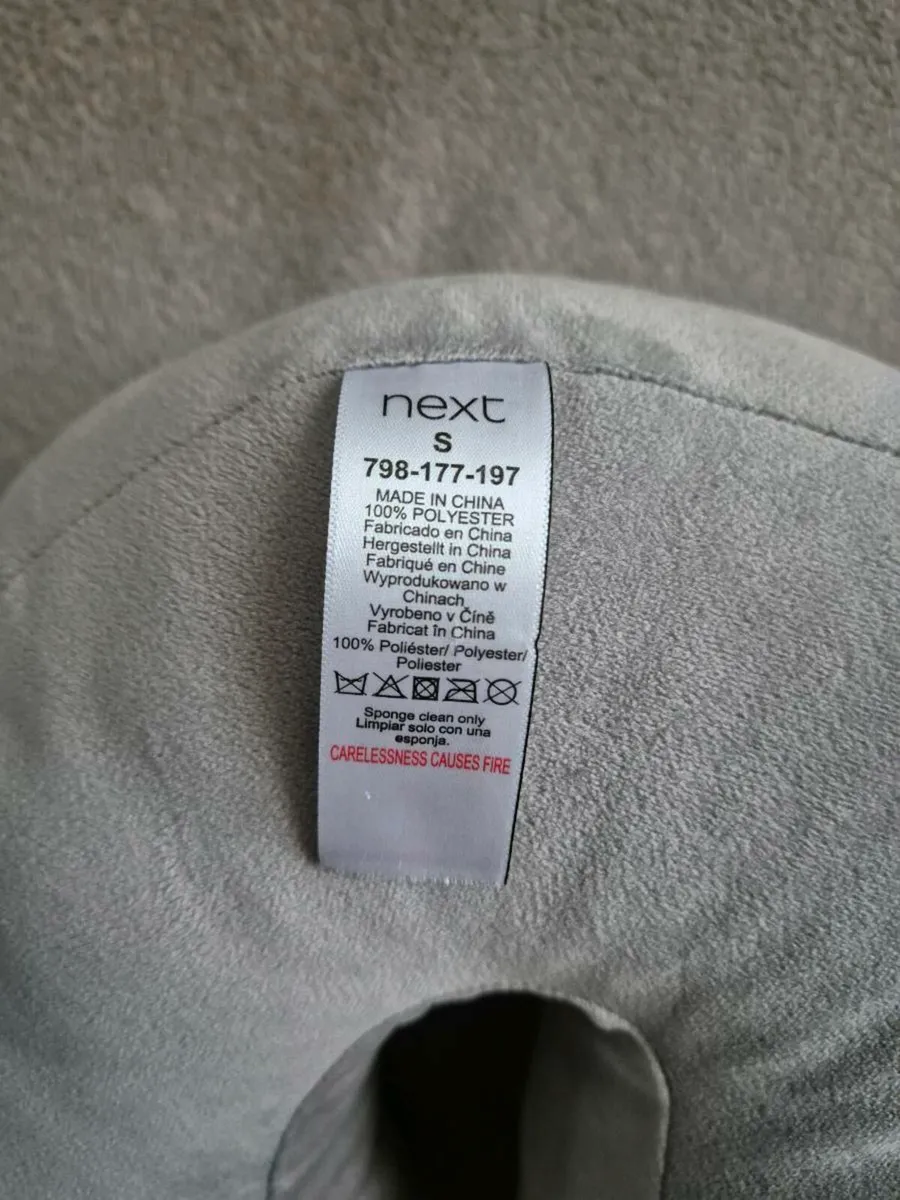 next
S
798-177-197
MADE IN CHINA
100% POLYESTER
Fabricado en China
Hergestellt in China
Fabriqué en Chine
Wyprodukowano w
Chinach
Vyrobeno v Číně
Fabricat în China
100% Poliéster/ Polyester/
Poliester
Sponge clean only
Limpiar solo con una
esponja.
CARELESSNESS CAUSES FIRE